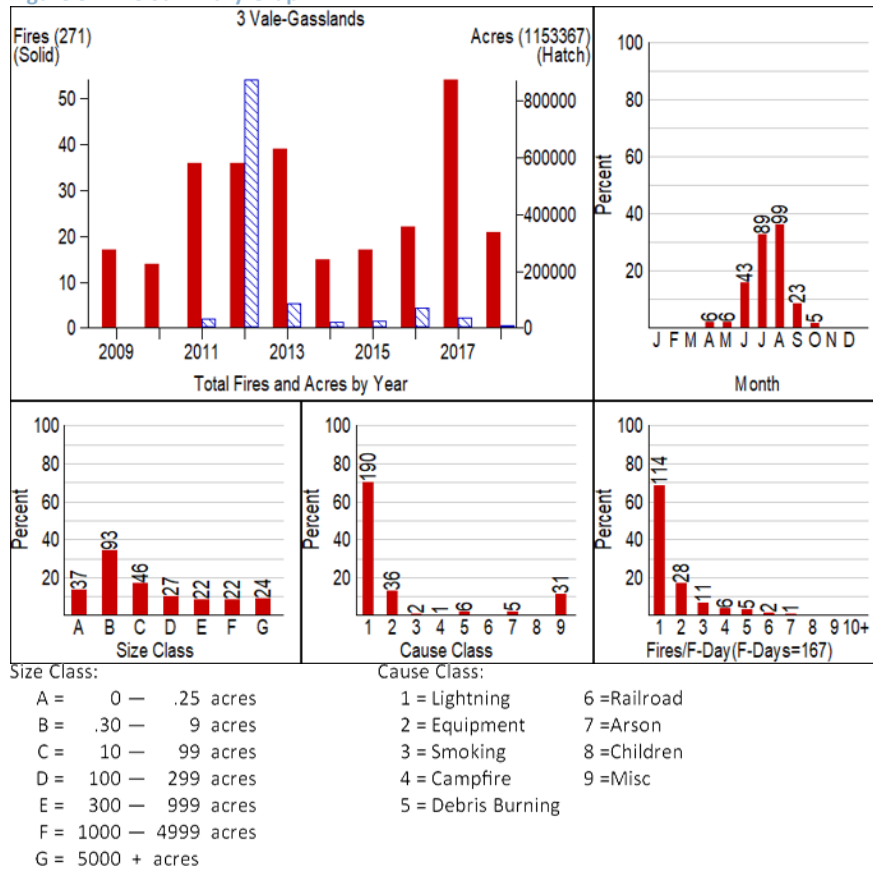 3 Vale-Gasslands
Fires (271)
(Solid)
Acres (1153367)
(Hatch)
50
40
30
20
10
0
800000
600000
400000
200000
0
2009 2011 2013 2015 2017
Total Fires and Acres by Year
100
80
60
40
20
Percent
6 6 43 89 99 23 5
J F M A M J J A S O N D
Month
100
80
60
40
20
Percent
37 93 46 27 22 22 24
A B C D E F G
Size Class
100
80
60
40
20
Percent
190 36 2 1 6 5 31
1 2 3 4 5 6 7 8 9
Cause Class
100
80
60
40
20
Percent
114 28 11 6 5 2 1
1 2 3 4 5 6 7 8 9 10+
Fires/F-Day(F-Days=167)
Size Class:
A = 0 — .25 acres
B = .30 — 9 acres
C = 10 — 99 acres
D = 100 — 299 acres
E = 300 — 999 acres
F = 1000 — 4999 acres
G = 5000 + acres
Cause Class:
1 = Lightning 6 =Railroad
2 = Equipment 7 = Arson
3 = Smoking 8 =Children
4 = Campfire 9 =Misc
5 = Debris Burning